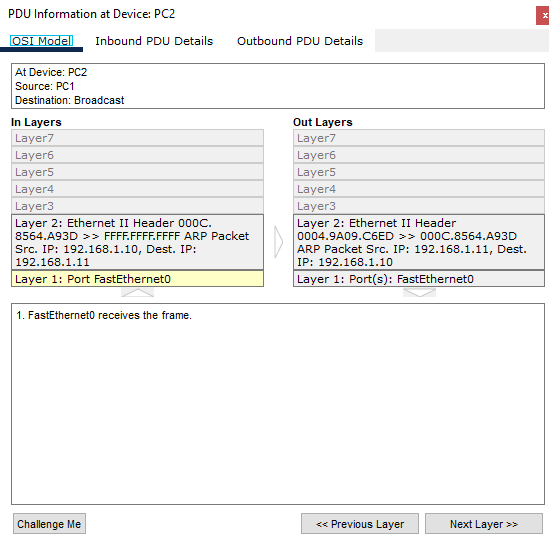 PDU Information at Device: PC2
x
OSI Model
Inbound PDU Details
Outbound PDU Details
At Device: PC2
Source: PC1
Destination: Broadcast
In Layers
Layer7
Layer6
Layer5
Layer4
Layer3
Layer 2: Ethernet II Header 000C.
8564.A93D >> FFFF.FFFF.FFFF ARP Packet
Src. IP: 192.168.1.10, Dest. IP:
192.168.1.11
Layer 1: Port FastEthernet0
Out Layers
Layer7
Layer6
Layer5
Layer4
Layer3
Layer 2: Ethernet II Header
0004.9A09.C6ED >> 000C.8564.A93D
ARP Packet Src. IP: 192.168.1.11, Dest.
IP: 192.168.1.10
Layer 1: Port(s): FastEthernet0
1. FastEthernet0 receives the frame.
Challenge Me
<< Previous Layer
Next Layer >>